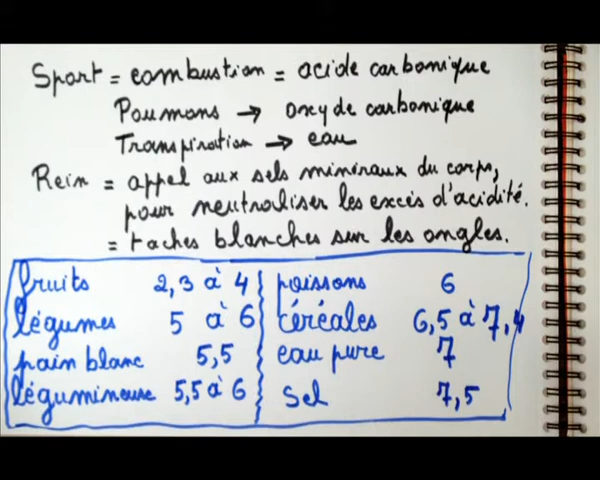 Sport = combustion = acide carbonique
Poumons → oxyde carbonique
Transpiration → eau
Rein = appel aux sels minéraux du corps,
pour neutraliser les excès d'acidité.
= taches blanches sur les ongles.
fruits 2,3 à 4
légumes 5 à 6
pain blanc 5,5
légumineuse 5,5 à 6
poissons 6
céréales 6,5 à 7,4
eau pure 7
Sel 7,5